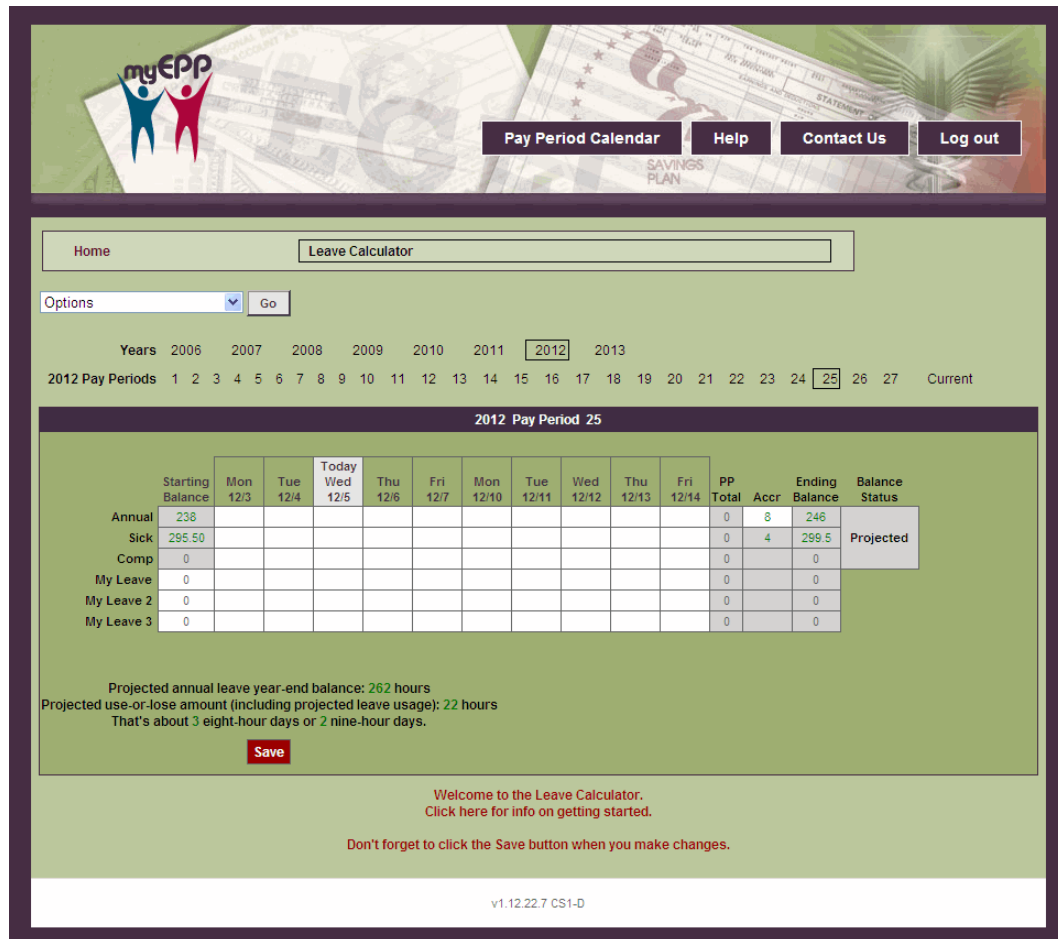 myEPP
Pay Period Calendar Help Contact Us Log out
SAVINGS
PLAN
Home Leave Calculator
Options Go
Years 2006 2007 2008 2009 2010 2011 2012 2013
2012 Pay Periods 1 2 3 4 5 6 7 8 9 10 11 12 13 14 15 16 17 18 19 20 21 22 23 24 25 26 27 Current
2012 Pay Period 25
Starting Balance Mon 12/3 Tue 12/4 Today Wed 12/5 Thu 12/6 Fri 12/7 Mon 12/10 Tue 12/11 Wed 12/12 Thu 12/13 Fri 12/14 PP Total Accr Ending Balance Balance Status
Annual 238 0 8 246
Sick 295.50 0 4 299.5 Projected
Comp 0 0 0
My Leave 0 0 0
My Leave 2 0 0 0
My Leave 3 0 0 0
Projected annual leave year-end balance: 262 hours
Projected use-or-lose amount (including projected leave usage): 22 hours
That's about 3 eight-hour days or 2 nine-hour days.
Save
Welcome to the Leave Calculator.
Click here for info on getting started.
Don't forget to click the Save button when you make changes.
v1.12.22.7 CS1-D